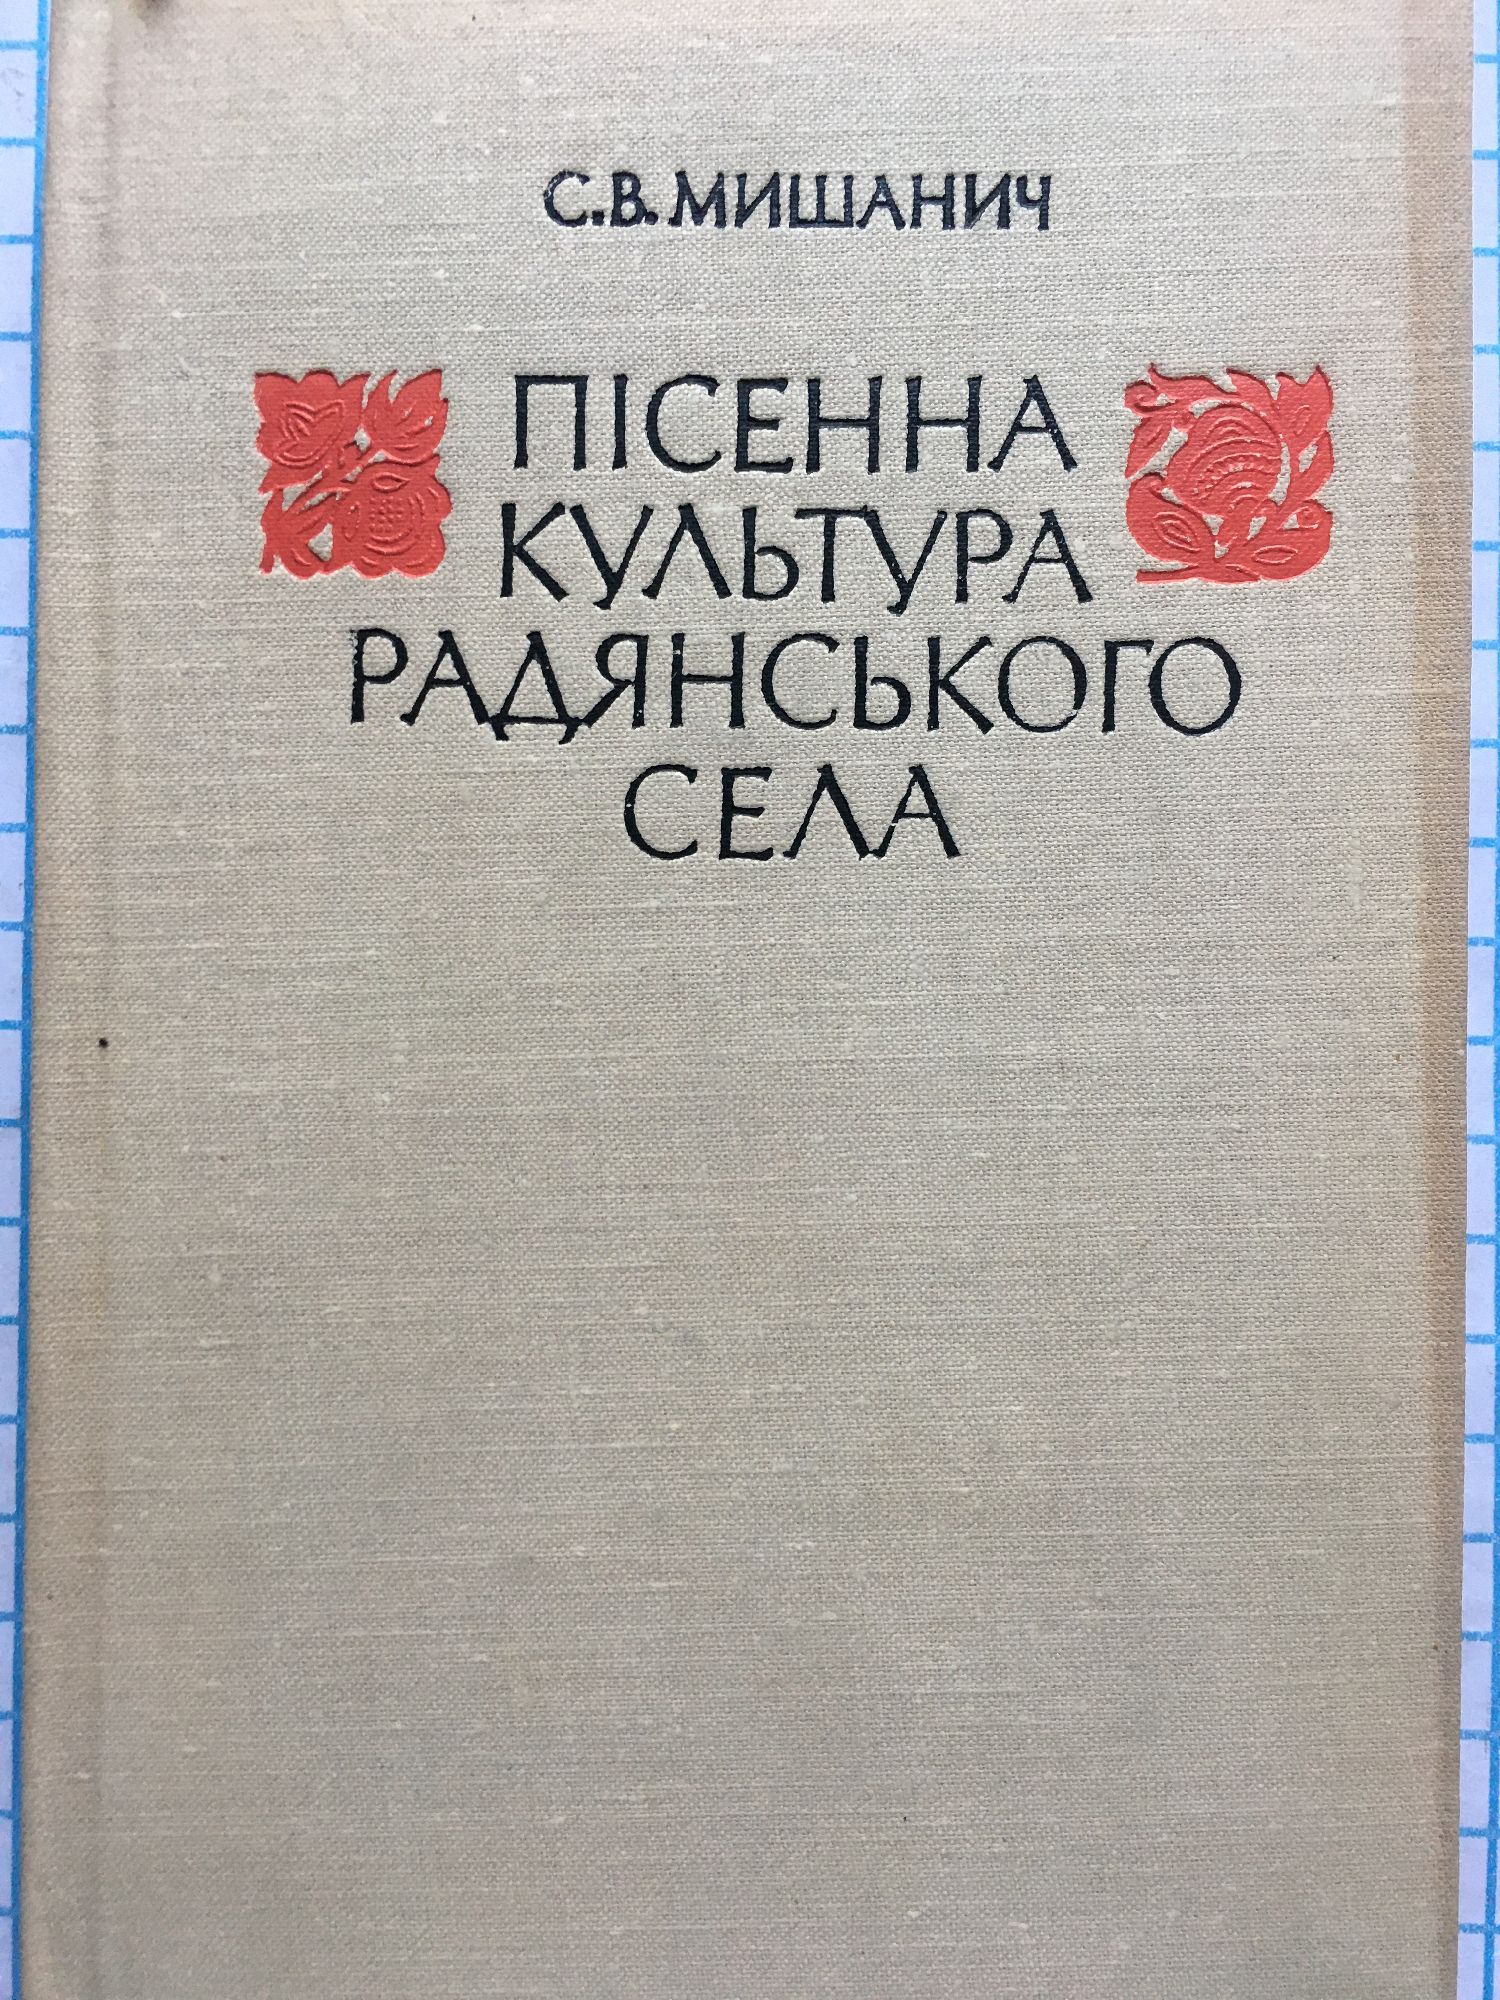 С.В.МИШАНИЧ
ПІСЕННА
КУЛЬТУРА
РАДЯНСЬКОГО
СЕЛА